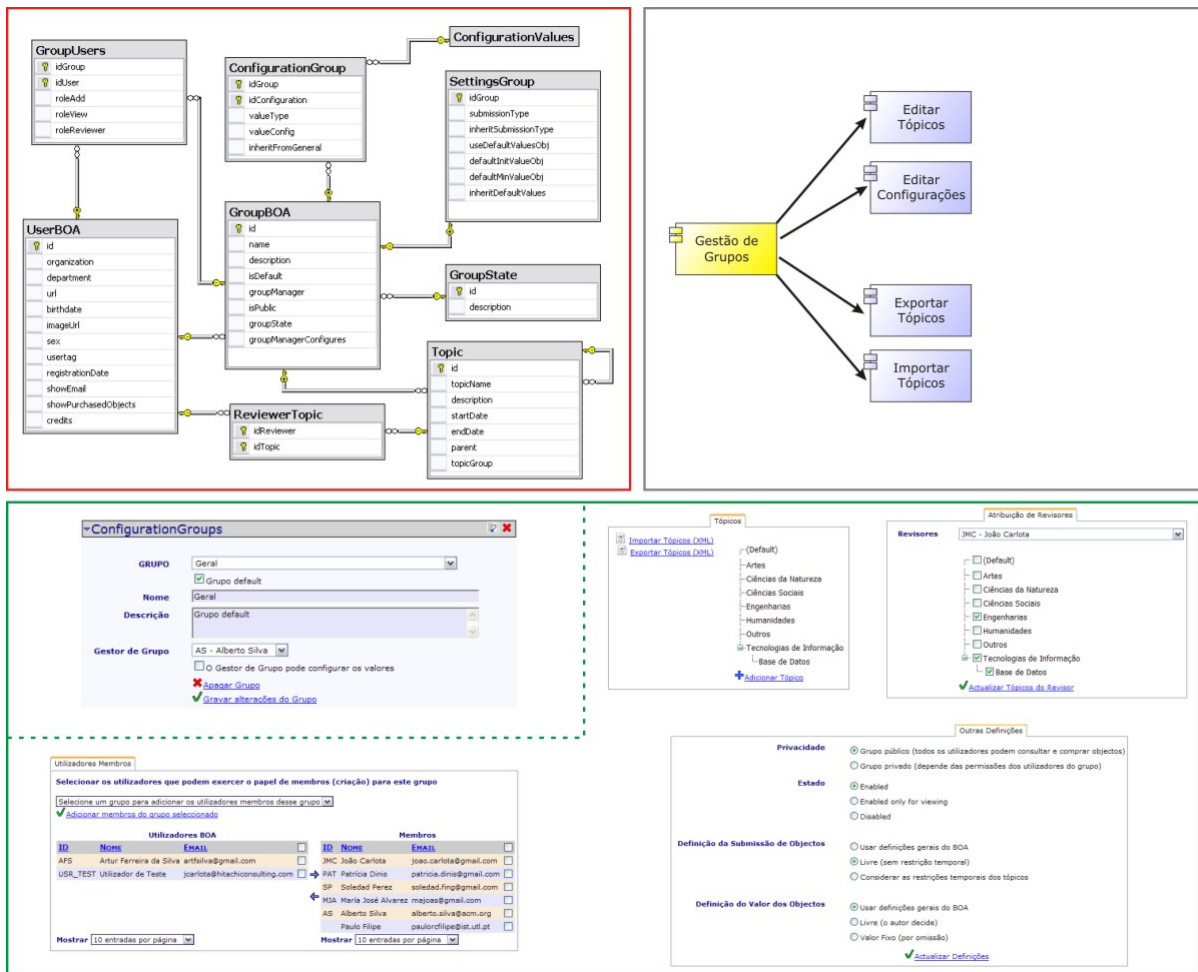 GroupUsers
idGroup
idUser
roleAdd
roleView
roleReviewer
ConfigurationGroup
idGroup
idConfiguration
valueType
valueConfig
inheritFromGeneral
ConfigurationValues
SettingsGroup
idGroup
submissionType
inheritSubmissionType
useDefaultValuesObj
defaultInitValueObj
defaultMinValueObj
inheritDefaultValues
UserBOA
id
organization
department
url
birthdate
imageUrl
sex
usertag
registrationDate
showEmail
showPurchasedObjects
credits
GroupBOA
id
name
description
isDefault
groupManager
isPublic
groupState
groupManagerConfigures
GroupState
id
description
Topic
id
topicName
description
startDate
endDate
parent
topicGroup
ReviewerTopic
idReviewer
idTopic
Gestão de
Grupos
Editar
Tópicos
Editar
Configurações
Exportar
Tópicos
Importar
Tópicos
ConfigurationGroups
GRUPO Geral
Grupo default
Nome Geral
Descrição Grupo default
Gestor de Grupo AS - Alberto Silva
O Gestor de Grupo pode configurar os valores
Apagar Grupo
Gravar alterações do Grupo
Tópicos
Importar Tópicos (XML)
Exportar Tópicos (XML)
(Default)
Artes
Ciências da Natureza
Ciências Sociais
Engenharias
Humanidades
Outros
Tecnologias de Informação
Base de Datos
Adicionar Tópico
Atribuição de Revisores
Revisores JMC - João Carlota
(Default)
Artes
Ciências da Natureza
Ciências Sociais
Engenharias
Humanidades
Outros
Tecnologias de Informação
Base de Datos
Actualizar Tópicos do Revisor
Utilizadores Membros
Selecionar os utilizadores que podem exercer o papel de membros (criação) para este grupo
Selecione um grupo para adicionar os utilizadores membros desse grupo
Adicionar membros do grupo seleccionado
Utilizadores BOA
ID NOME EMAIL
AFS Artur Ferreira da Silva artfsilva@gmail.com
USR_TEST Utilizador de Teste jcarlota@hitachiconsulting.com
Mostrar 10 entradas por página
Membros
ID NOME EMAIL
JMC João Carlota joao.carlota@gmail.com
PAT Patrícia Dinis patricia.dinis@gmail.com
SP Soledad Perez soledad.fing@gmail.com
MJA María José Alvarez majoas@gmail.com
AS Alberto Silva alberto.silva@acm.org
Paulo Filipe paulorcfilipe@ist.utl.pt
Mostrar 10 entradas por página
Outras Definições
Privacidade
Grupo público (todos os utilizadores podem consultar e comprar objectos)
Grupo privado (depende das permissões dos utilizadores do grupo)
Estado
Enabled
Enabled only for viewing
Disabled
Definição da Submissão de Objectos
Usar definições gerais do BOA
Livre (sem restrição temporal)
Considerar as restrições temporais dos tópicos
Definição do Valor dos Objectos
Usar definições gerais do BOA
Livre (o autor decide)
Valor Fixo (por omissão)
Actualizar Definições